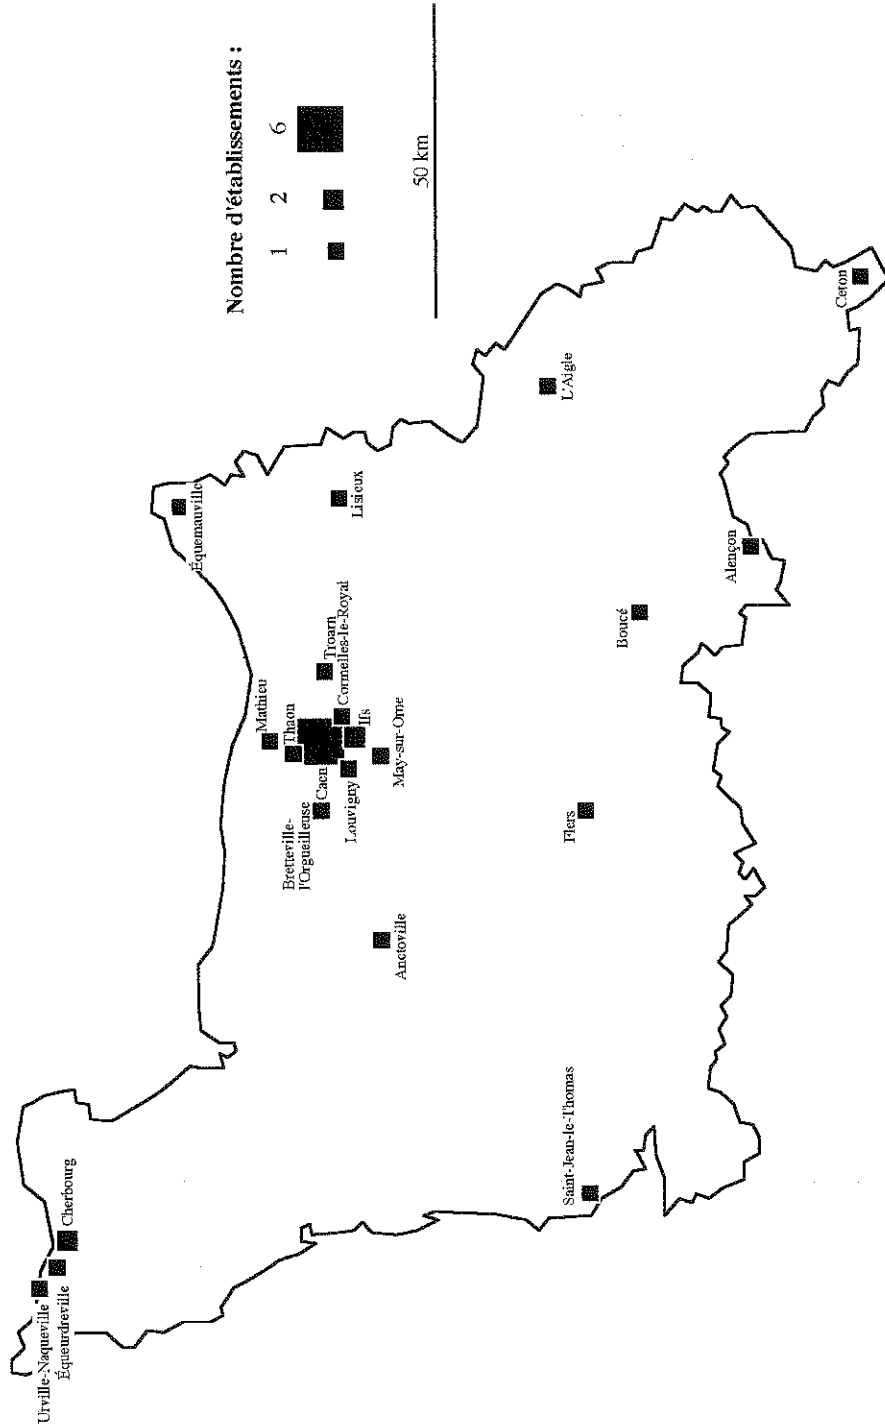 Nombre d'établissements :
1 2 6
50 km
Urville-Naqueville
Équeurdreville
Cherbourg
Équemauville
Mathieu
Thaon
Troarn
Cormelles-le-Royal
Caen
Bretteville-
l'Orgueilleuse
Louvigny
Ifs
May-sur-Orne
Lisieux
Anctoville
L'Aigle
Saint-Jean-le-Thomas
Flers
Boucé
Alençon
Ceton